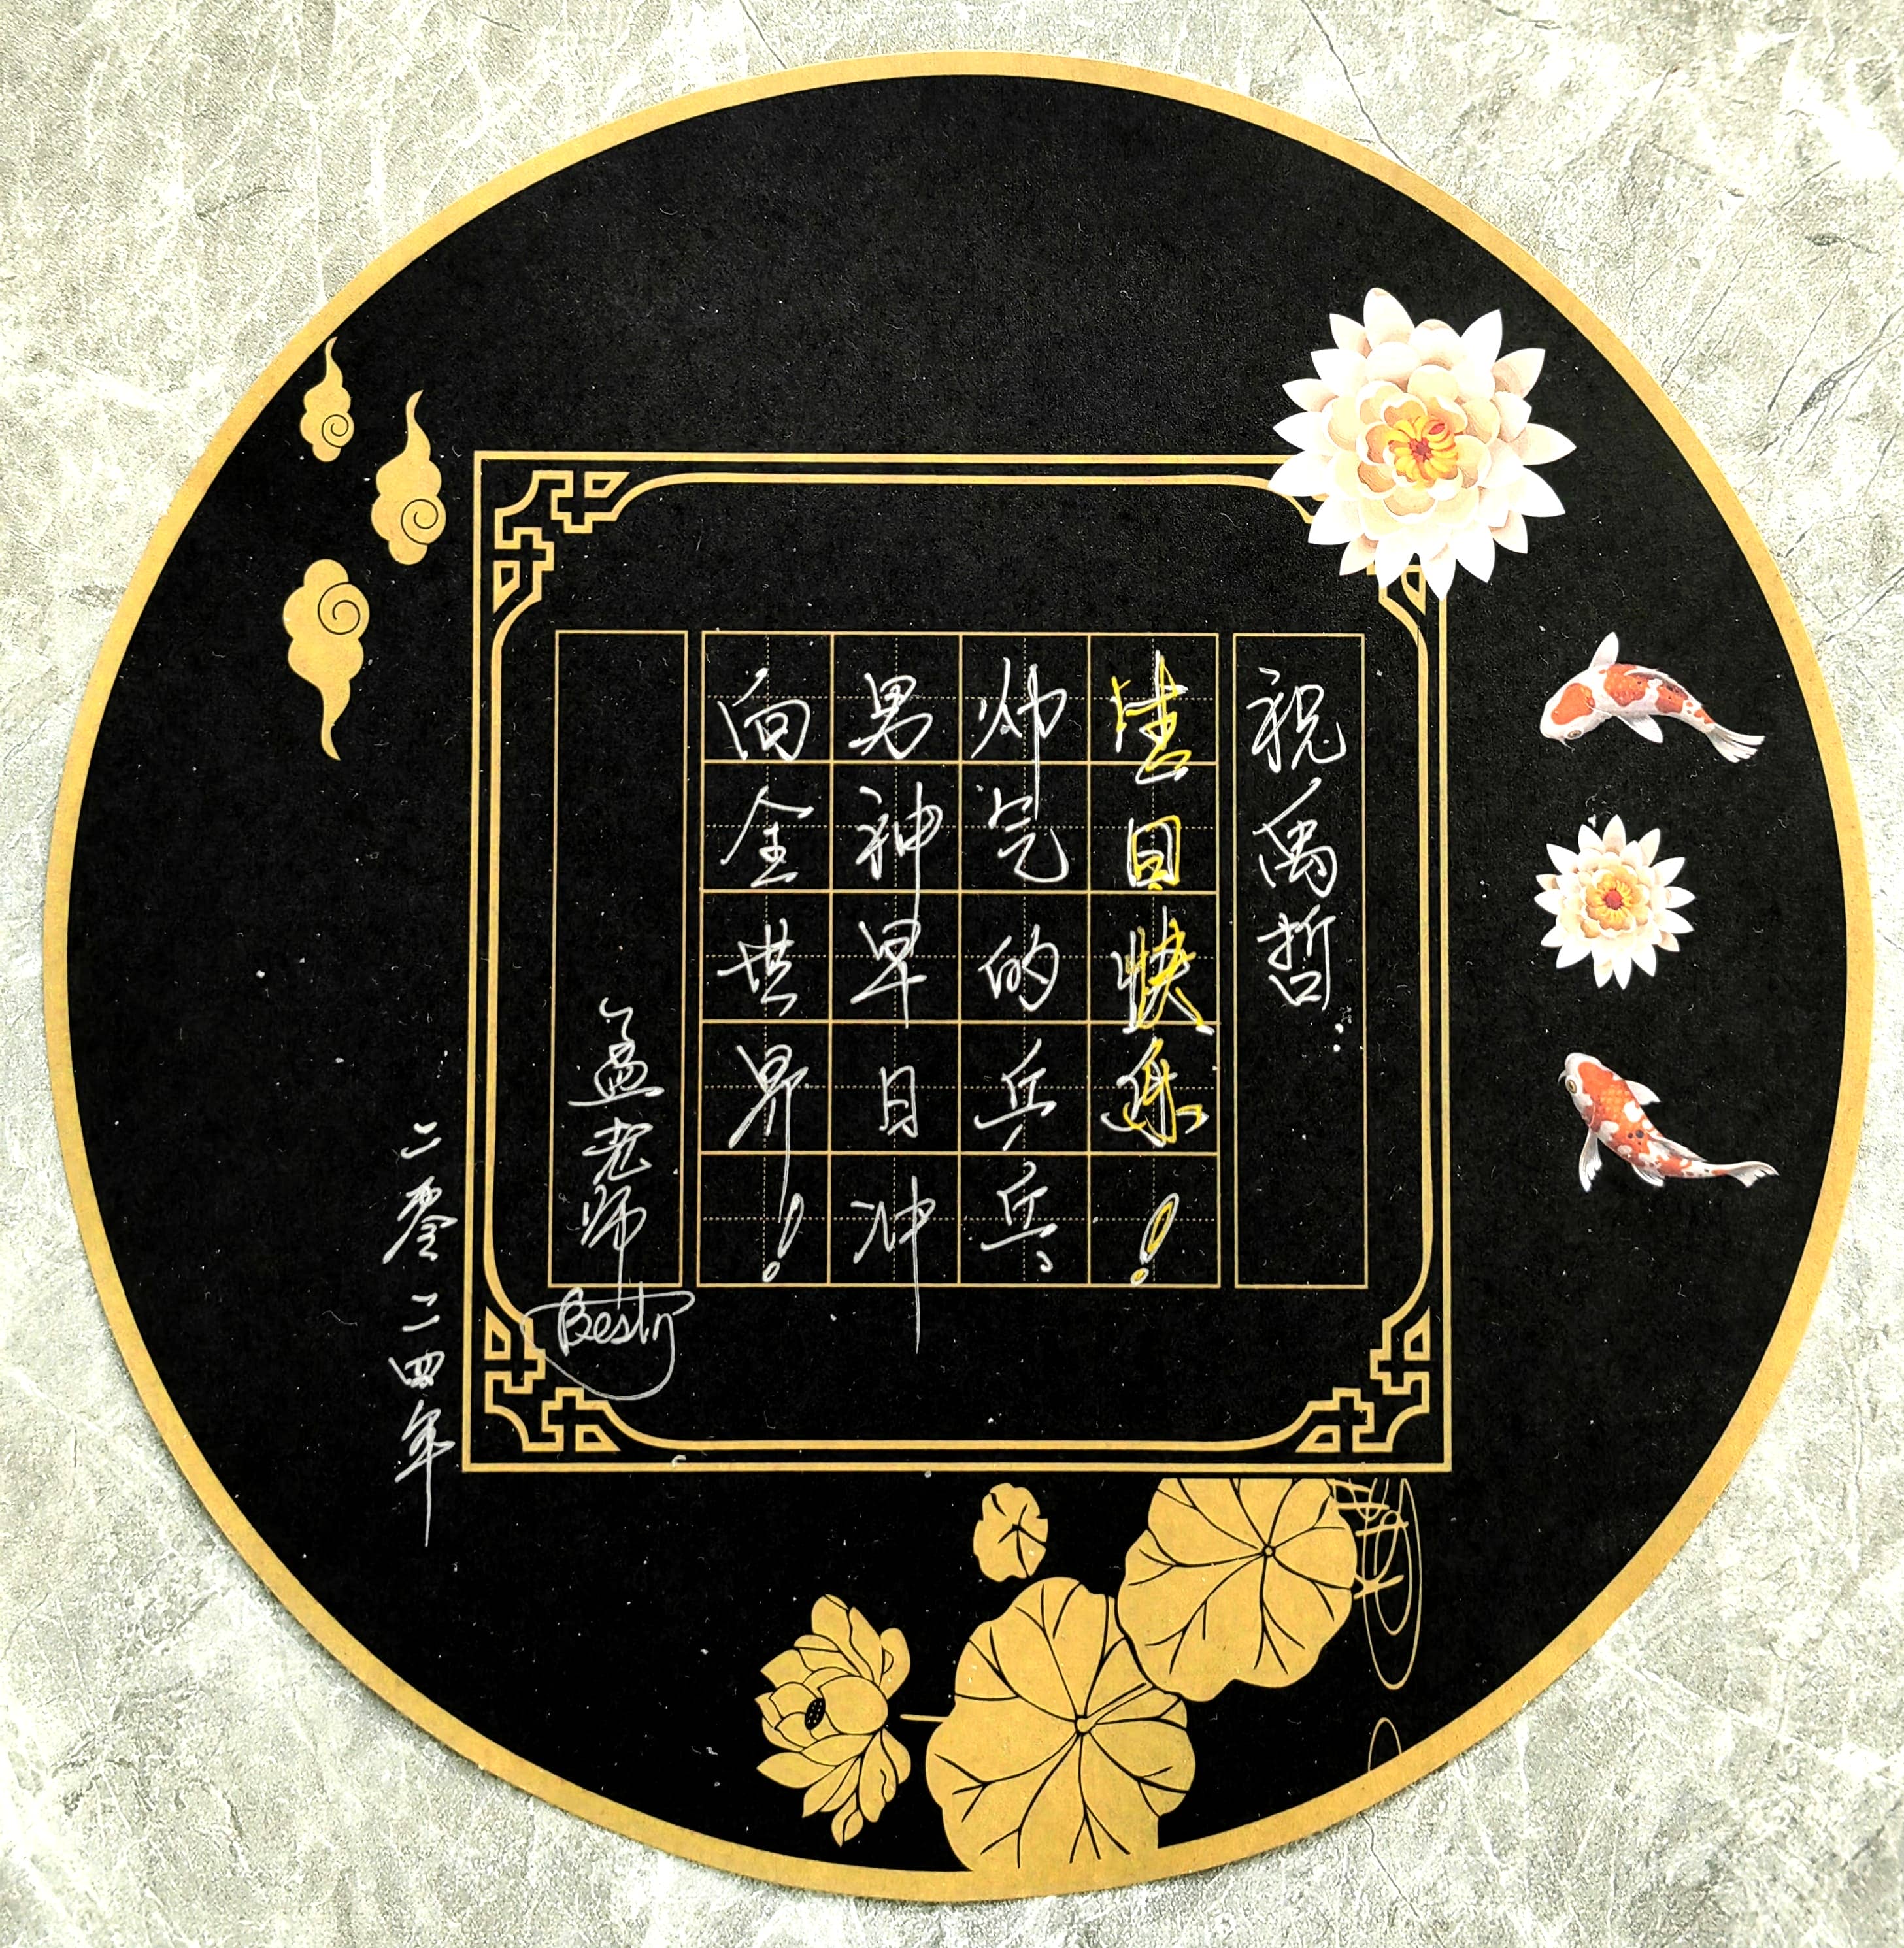 祝禹哲:
生日快乐!
帅气的乒乓
男神早日冲
向全世界!
孟老师
Besty
二零二四年